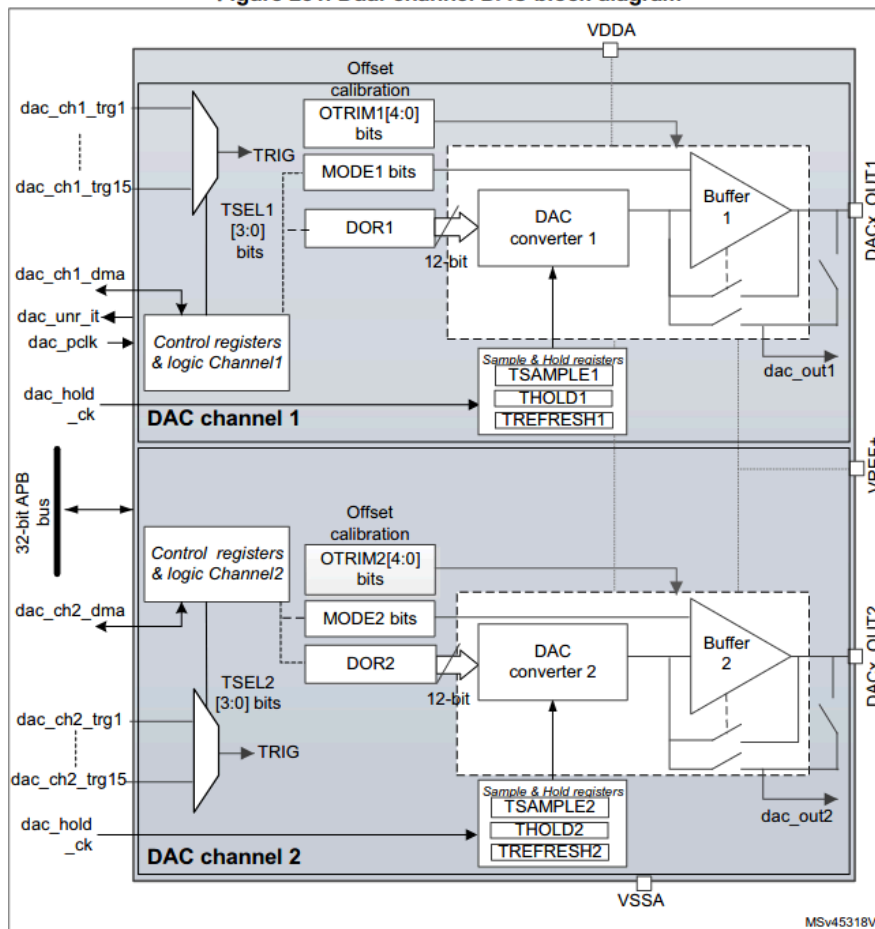 VDDA
Offset
calibration
dac_ch1_trg1
OTRIM1[4:0]
bits
TRIG
dac_ch1_trg15
MODE1 bits
Buffer
1
DACx_OUT1
TSEL1
[3:0]
bits
DOR1
12-bit
DAC
converter 1
dac_ch1_dma
dac_unr_it
dac_pclk
Control registers
& logic Channel1
Sample & Hold registers
TSAMPLE1
THOLD1
TREFRESH1
dac_out1
dac_hold
_ck
DAC channel 1
VREF+
32-bit APB
bus
Offset
calibration
Control registers
& logic Channel2
OTRIM2[4:0]
bits
dac_ch2_dma
MODE2 bits
Buffer
2
DACx_OUT2
DOR2
12-bit
DAC
converter 2
TSEL2
[3:0] bits
dac_ch2_trg1
TRIG
dac_ch2_trg15
Sample & Hold registers
TSAMPLE2
THOLD2
TREFRESH2
dac_out2
dac_hold
_ck
DAC channel 2
VSSA